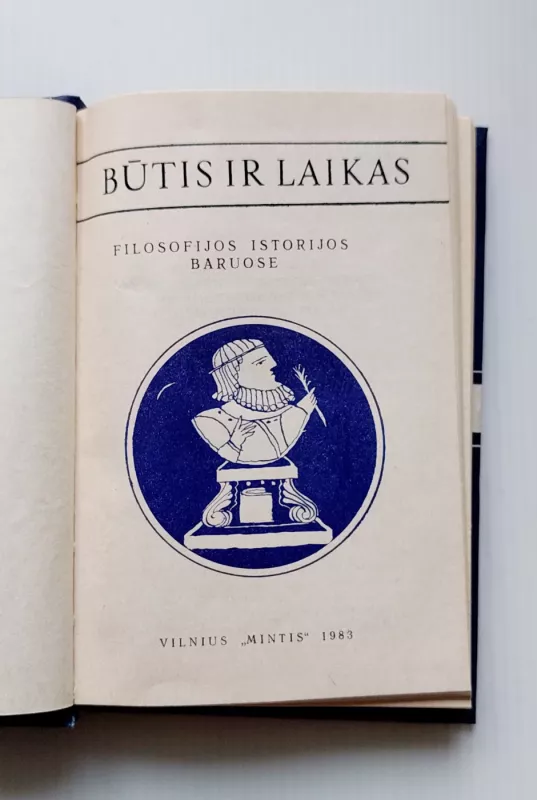 BŪTIS IR LAIKAS
FILOSOFIJOS ISTORIJOS
BARUOSE
VILNIUS „MINTIS“ 1983